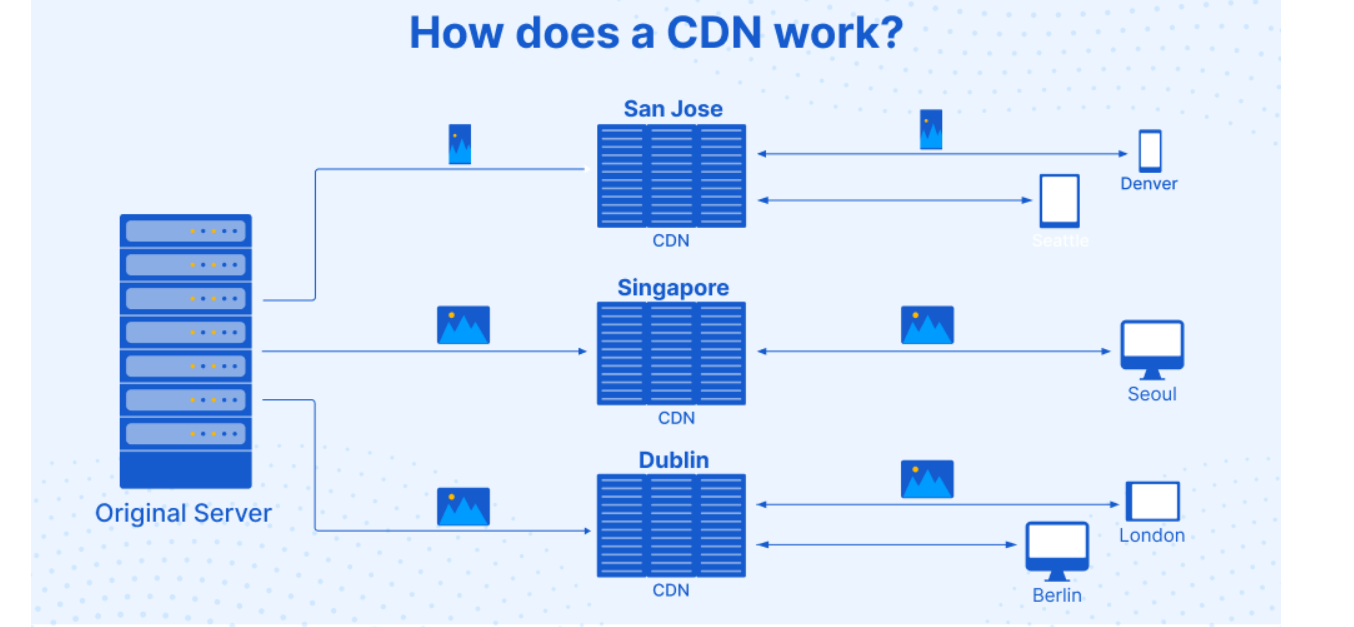 How does a CDN work?
San Jose
CDN
Denver
Seattle
Singapore
CDN
Seoul
Original Server
Dublin
CDN
London
Berlin